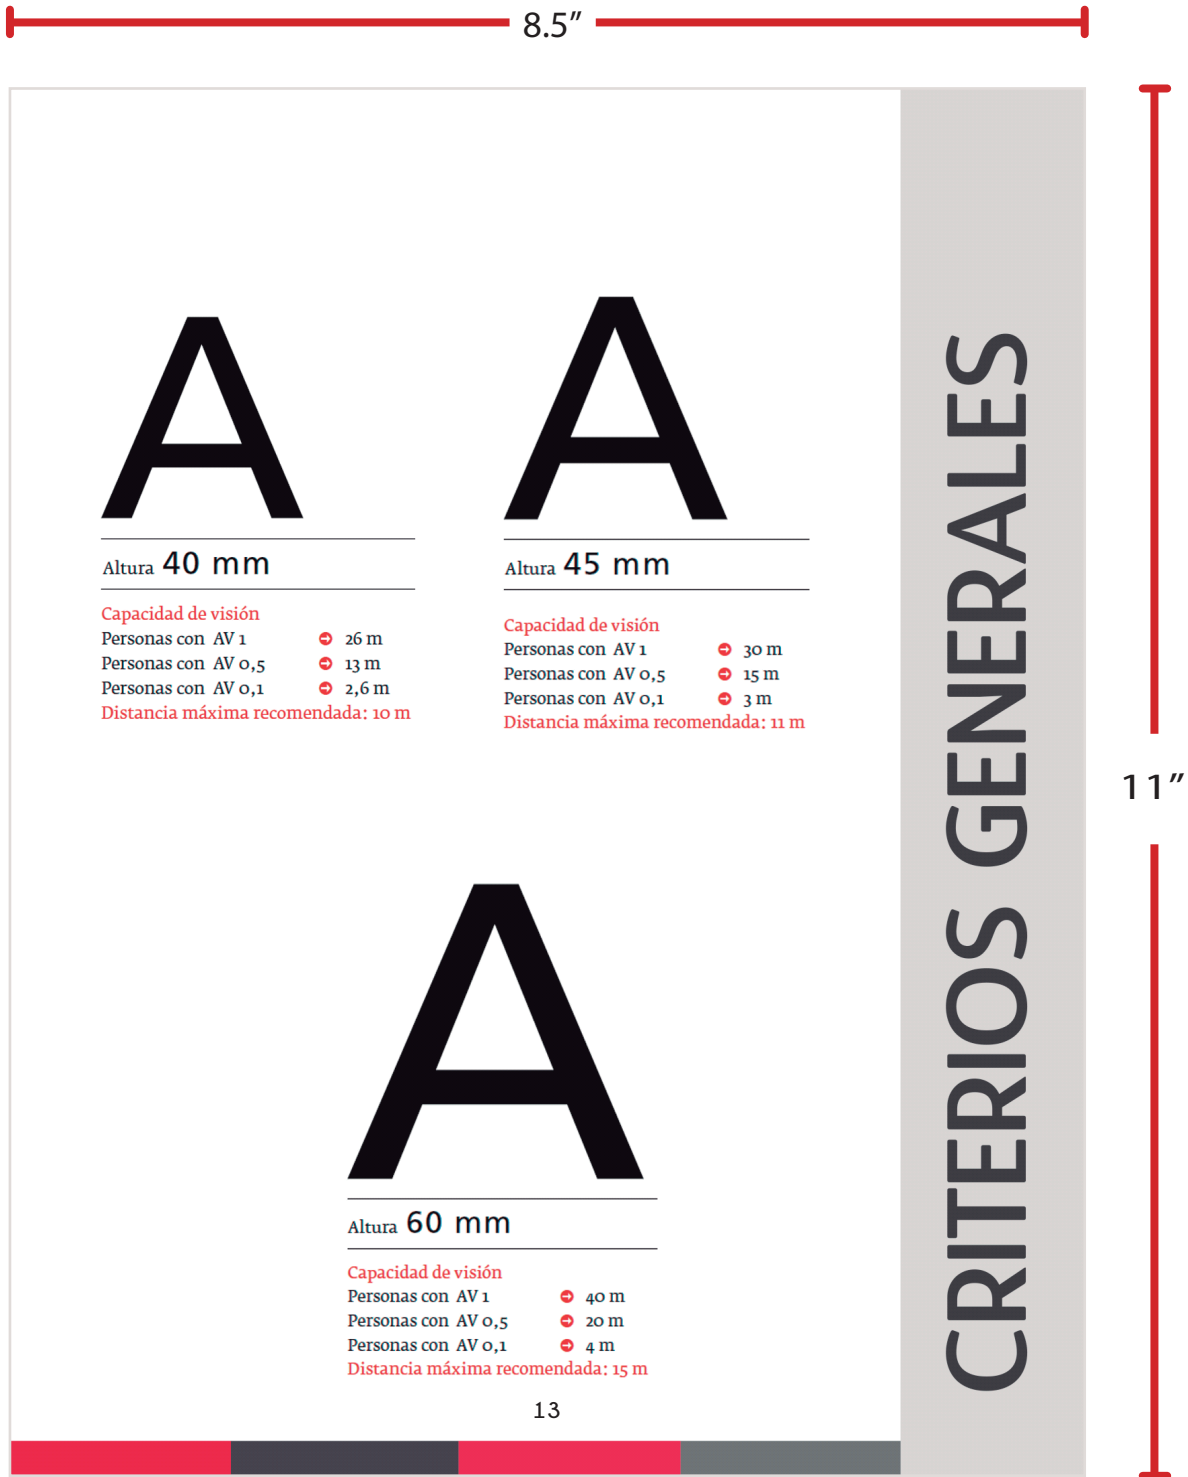 8.5”
A
Altura 40 mm
Capacidad de visión
Personas con AV 1 26 m
Personas con AV 0,5 13 m
Personas con AV 0,1 2,6 m
Distancia máxima recomendada: 10 m
A
Altura 45 mm
Capacidad de visión
Personas con AV 1 30 m
Personas con AV 0,5 15 m
Personas con AV 0,1 3 m
Distancia máxima recomendada: 11 m
A
Altura 60 mm
Capacidad de visión
Personas con AV 1 40 m
Personas con AV 0,5 20 m
Personas con AV 0,1 4 m
Distancia máxima recomendada: 15 m
13
CRITERIOS GENERALES
11”